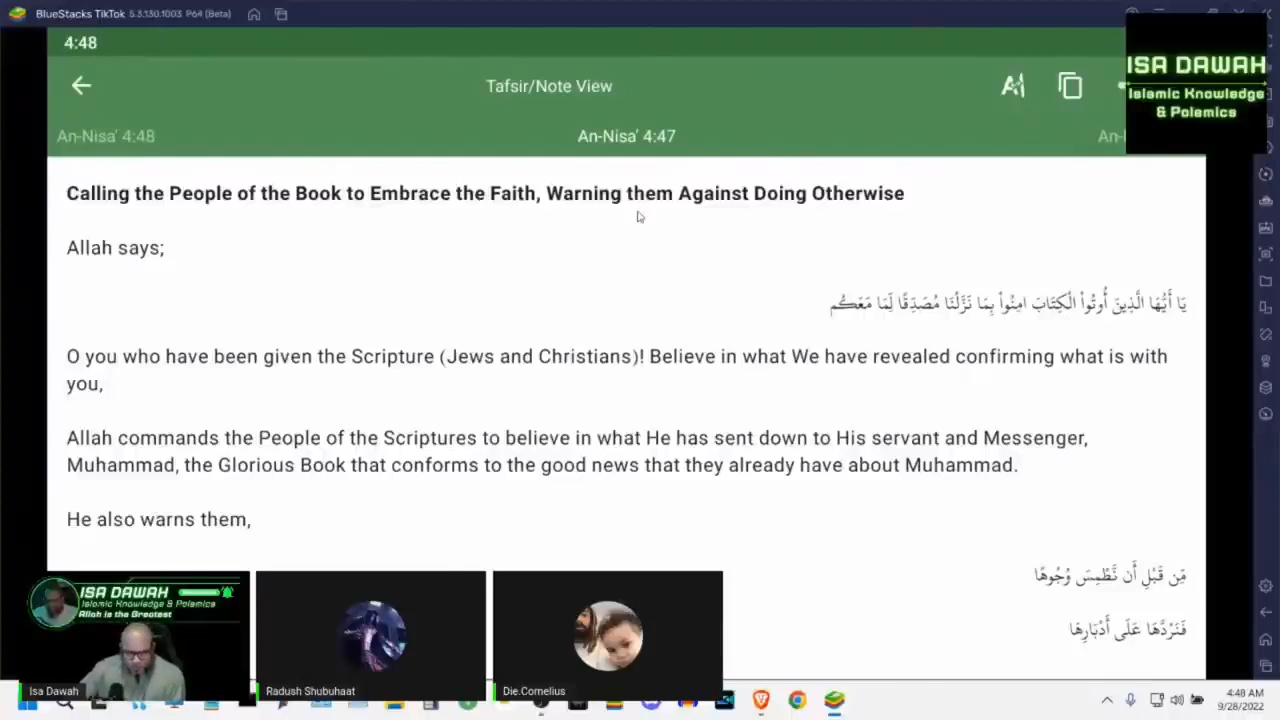 BlueStacks TikTok 5.3.130.1003 P64 (Beta)
4:48
Tafsir/Note View
An-Nisa' 4:48
An-Nisa' 4:47
ISA DAWAH
Islamic Knowledge
& Polemics
Calling the People of the Book to Embrace the Faith, Warning them Against Doing Otherwise
Allah says;
يَا أَيُّهَا الَّذِينَ أُوتُواْ الْكِتَابَ امِنُواْ بِمَا نَزَّلْنَا مُصَدِّقًا لِّمَا مَعَكُم
O you who have been given the Scripture (Jews and Christians)! Believe in what We have revealed confirming what is with
you,
Allah commands the People of the Scriptures to believe in what He has sent down to His servant and Messenger,
Muhammad, the Glorious Book that conforms to the good news that they already have about Muhammad.
He also warns them,
مِّن قَبْلِ أَن نَّطْمِسَ وُجُوهًا
فَنَرُدَّهَا عَلَى أَدْبَارِهَا
ISA DAWAH
Islamic Knowledge & Polemics
Allah is the Greatest
Isa Dawah
Radush Shubuhaat
Die.Cornelius
4:48 AM
9/28/2022